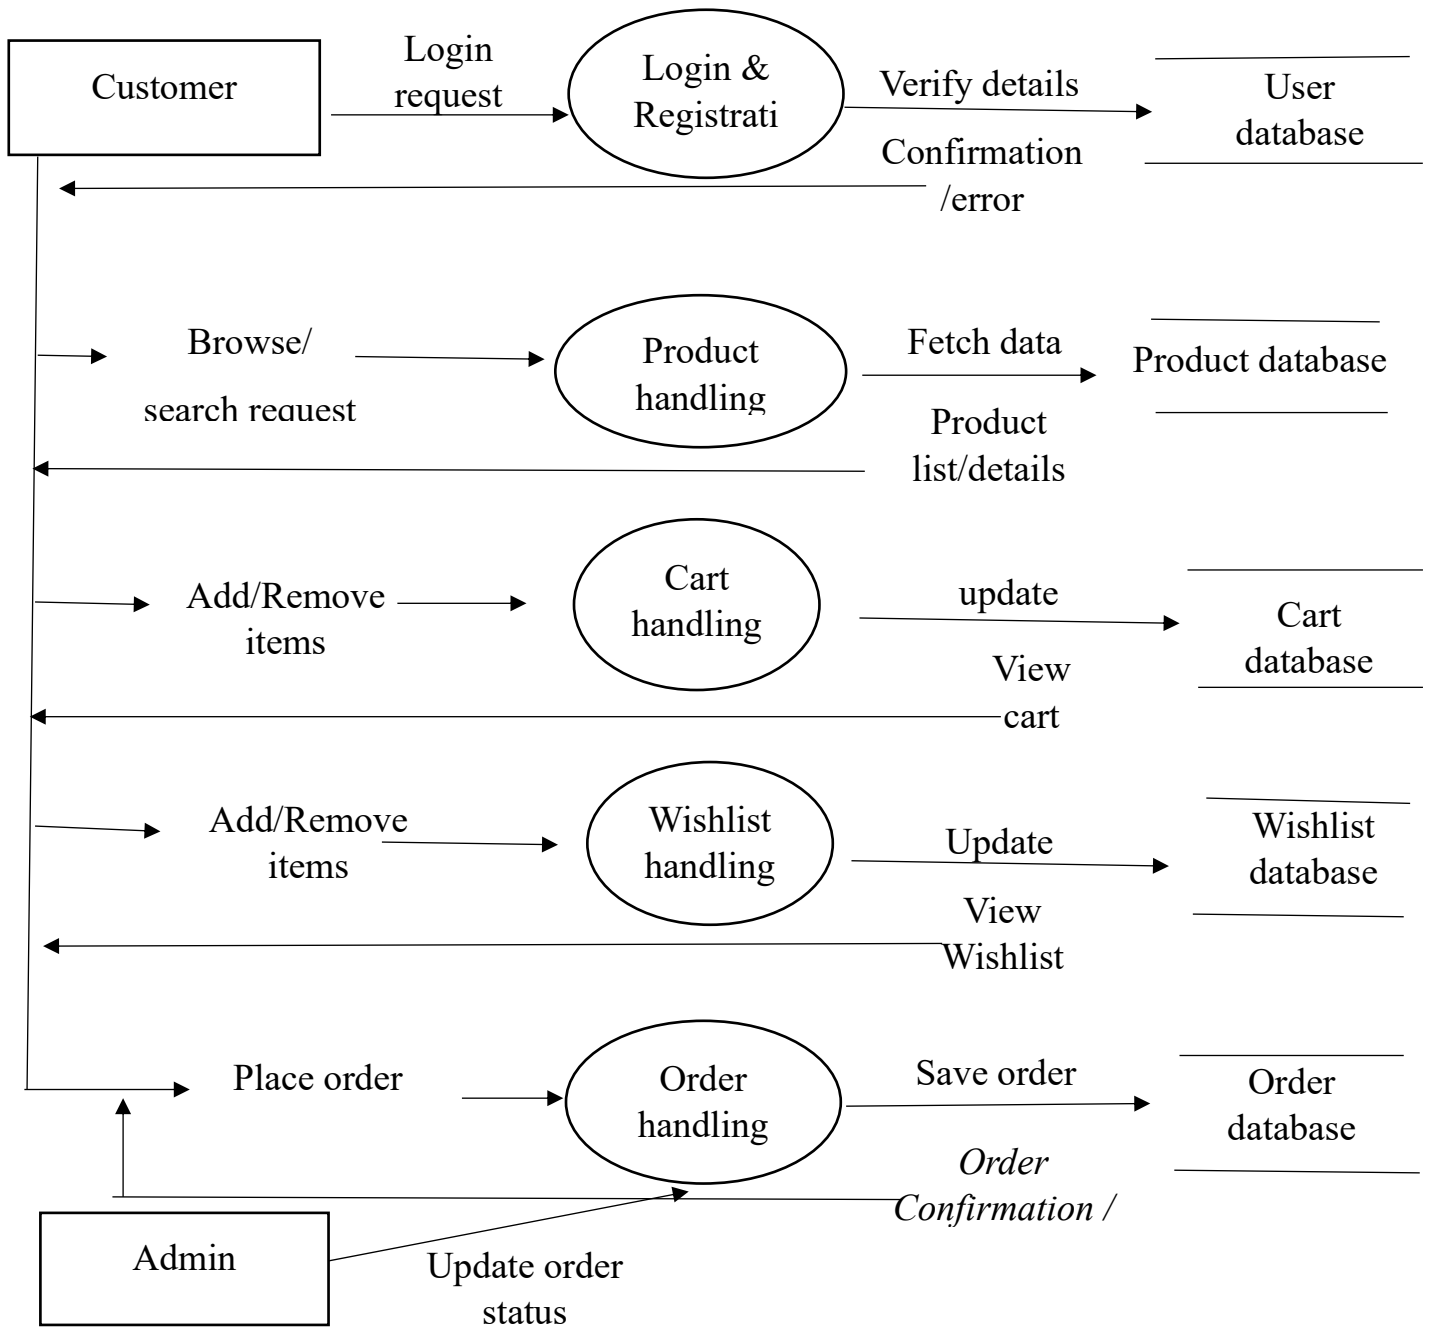 Customer
Login
request
Login &
Registrati
Verify details
User
database
Confirmation
/error
Browse/
search request
Product
handling
Fetch data
Product database
Product
list/details
Add/Remove
items
Cart
handling
update
Cart
database
View
cart
Add/Remove
items
Wishlist
handling
Update
Wishlist
database
View
Wishlist
Place order
Order
handling
Save order
Order
database
Order
Confirmation /
Admin
Update order
status